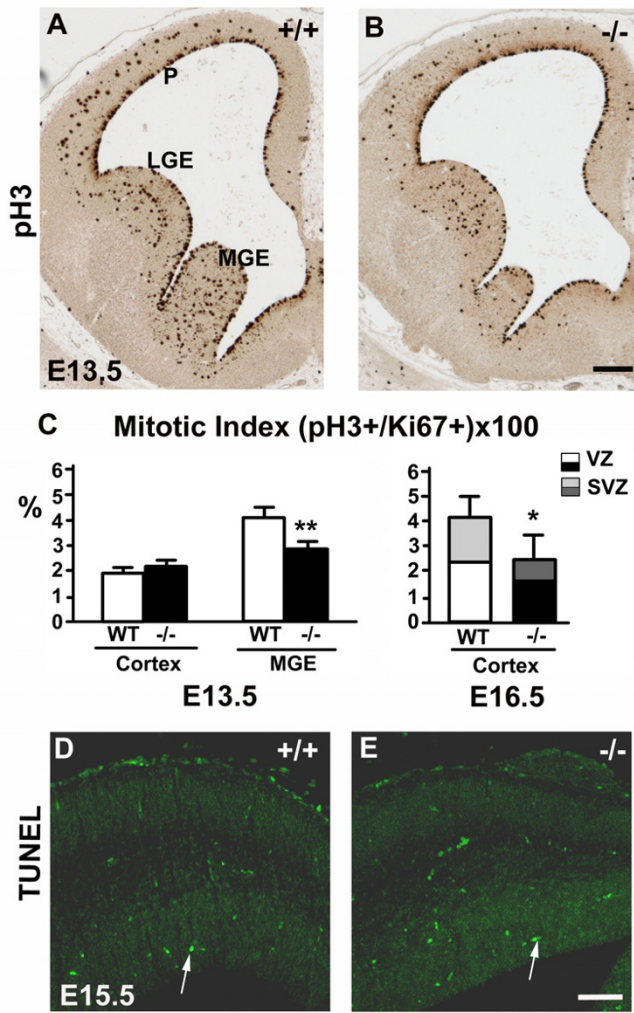 A +/+
B -/-
P
LGE
MGE
pH3
E13,5
C Mitotic Index (pH3+/Ki67+)x100
VZ
SVZ
%
6
5
4
3
2
1
0
**
WT -/- WT -/-
Cortex MGE
E13.5
6
5
4
3
2
1
0
*
WT -/-
Cortex
E16.5
D +/+
E -/-
TUNEL
E15.5